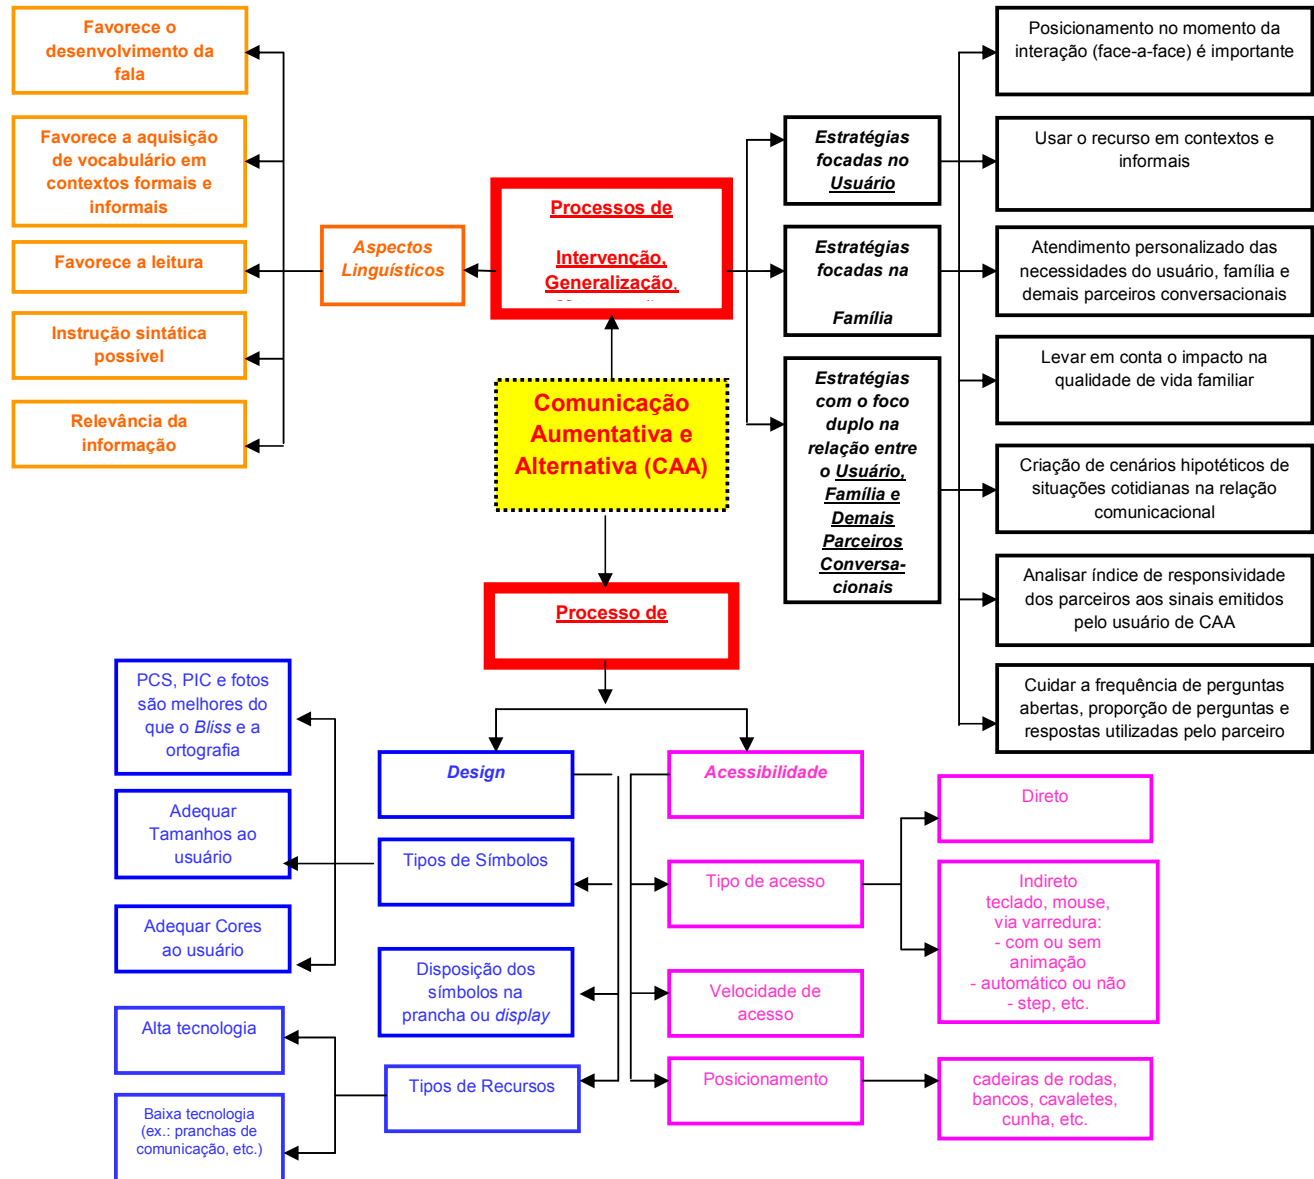 Favorece o
desenvolvimento da
fala
Favorece a aquisição
de vocabulário em
contextos formais e
informais
Favorece a leitura
Instrução sintática
possível
Relevância da
informação
Aspectos
Linguísticos
Processos de
Intervenção,
Generalização,
Comunicação
Aumentativa e
Alternativa (CAA)
Estratégias
focadas no
Usuário
Estratégias
focadas na
Família
Estratégias
com o foco
duplo na
relação entre
o Usuário,
Família e
Demais
Parceiros
Conversa-
cionais
Posicionamento no momento da
interação (face-a-face) é importante
Usar o recurso em contextos e
informais
Atendimento personalizado das
necessidades do usuário, família e
demais parceiros conversacionais
Levar em conta o impacto na
qualidade de vida familiar
Criação de cenários hipotéticos de
situações cotidianas na relação
comunicacional
Analisar índice de responsividade
dos parceiros aos sinais emitidos
pelo usuário de CAA
Cuidar a frequência de perguntas
abertas, proporção de perguntas e
respostas utilizadas pelo parceiro
Processo de
Design
Acessibilidade
PCS, PIC e fotos
são melhores do
que o Bliss e a
ortografia
Adequar
Tamanhos ao
usuário
Adequar Cores
ao usuário
Tipos de Símbolos
Disposição dos
símbolos na
prancha ou display
Tipos de Recursos
Alta tecnologia
Baixa tecnologia
(ex.: pranchas de
comunicação, etc.)
Tipo de acesso
Velocidade de
acesso
Posicionamento
Direto
Indireto
teclado, mouse,
via varredura:
- com ou sem
animação
- automático ou não
- step, etc.
cadeiras de rodas,
bancos, cavaletes,
cunha, etc.